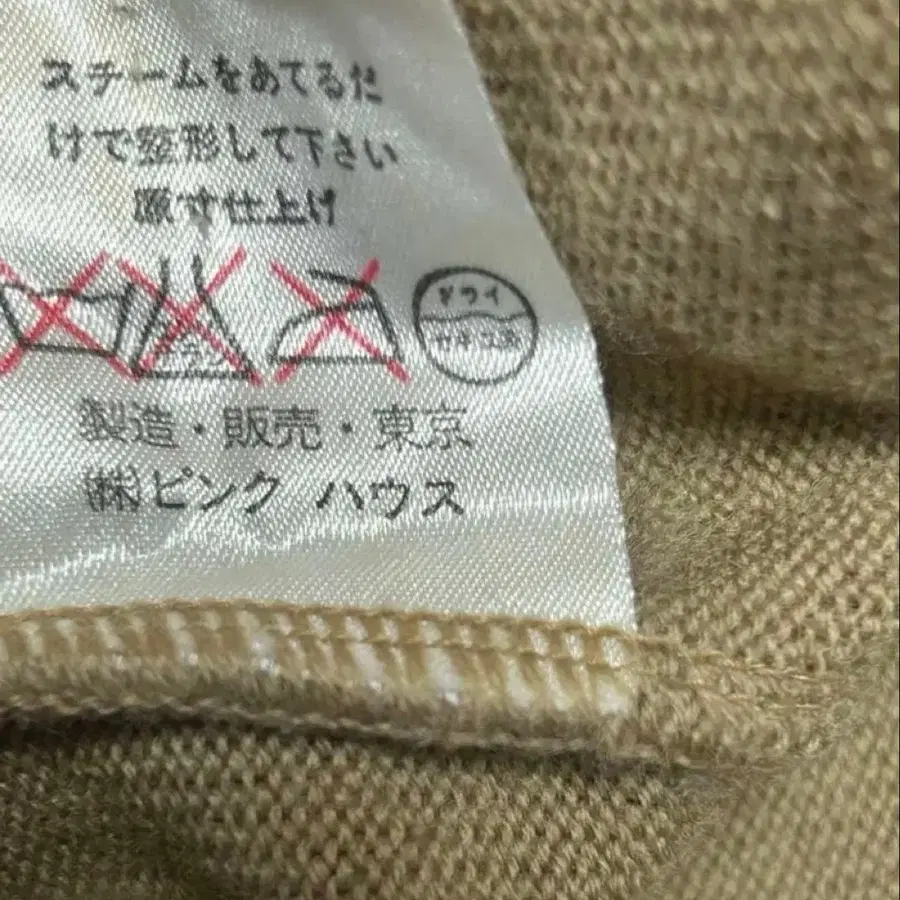 スチームをあてるだ
けで整形して下さい
原寸仕上げ
ドライ
セキユ系
製造・販売・東京
㈱ピンク ハウス